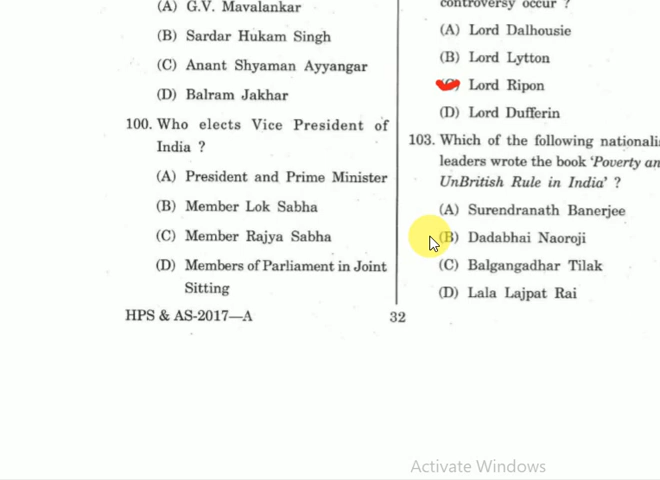 (A) G.V. Mavalankar
(B) Sardar Hukam Singh
(C) Anant Shyaman Ayyangar
(D) Balram Jakhar
100. Who elects Vice President of
India ?
(A) President and Prime Minister
(B) Member Lok Sabha
(C) Member Rajya Sabha
(D) Members of Parliament in Joint
Sitting
HPS & AS-2017—A
32
controversy occur ?
(A) Lord Dalhousie
(B) Lord Lytton
Lord Ripon
(D) Lord Dufferin
103. Which of the following nationali
leaders wrote the book ‘Poverty an
UnBritish Rule in India’ ?
(A) Surendranath Banerjee
(B) Dadabhai Naoroji
(C) Balgangadhar Tilak
(D) Lala Lajpat Rai
Activate Windows